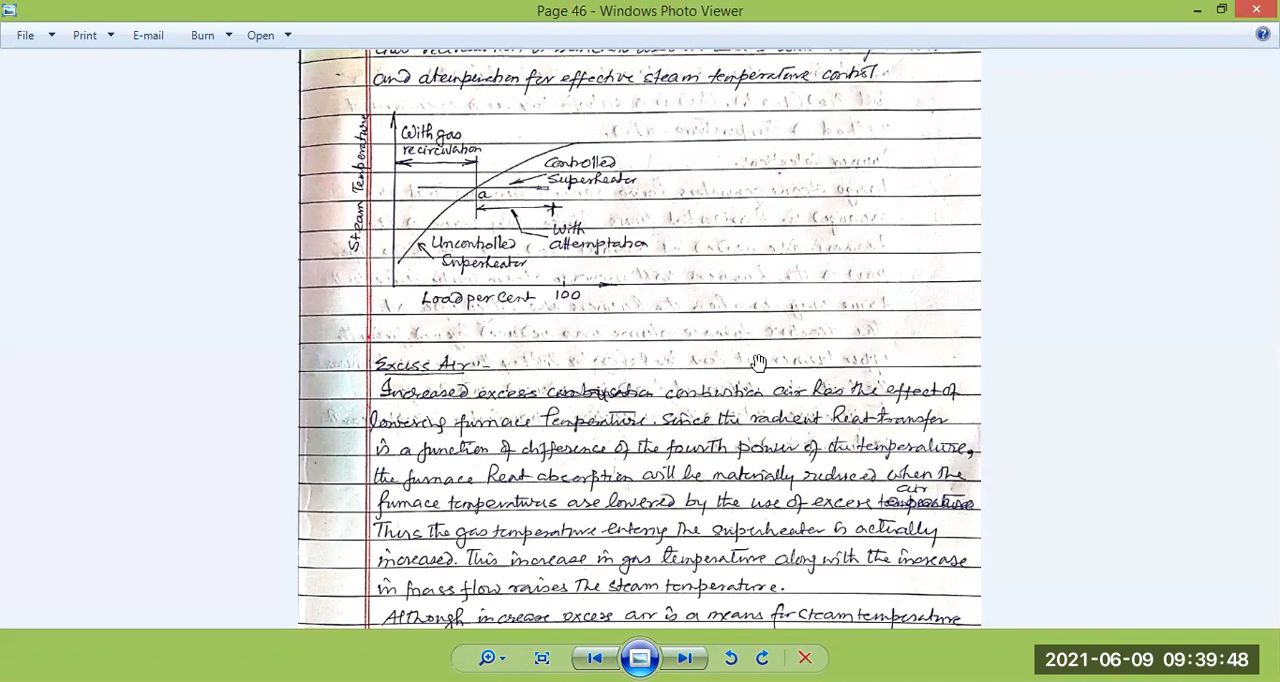 Page 46 - Windows Photo Viewer
File Print E-mail Burn Open
and atemperation for effective steam temperature control.
Steam Temperature
With gas
recirculation
Controlled
Superheater
a
With
attemptation
Uncontrolled
Superheater
Load per cent 100
Excess Air :-
Increased excess combustion air has the effect of
lowering furnace Temperature. Since the radient Heat transfer
is a function of difference of the fourth power of the temperature,
the furnace Heat absorption will be materially reduced when the
furnace temperatures are lowered by the use of excess air
Thus the gas temperature entering the superheater is actually
increased. This increase in gas temperature along with the increase
in mass flow raises the steam temperature.
Although increase excess air is a means for steam temperature
2021-06-09 09:39:48